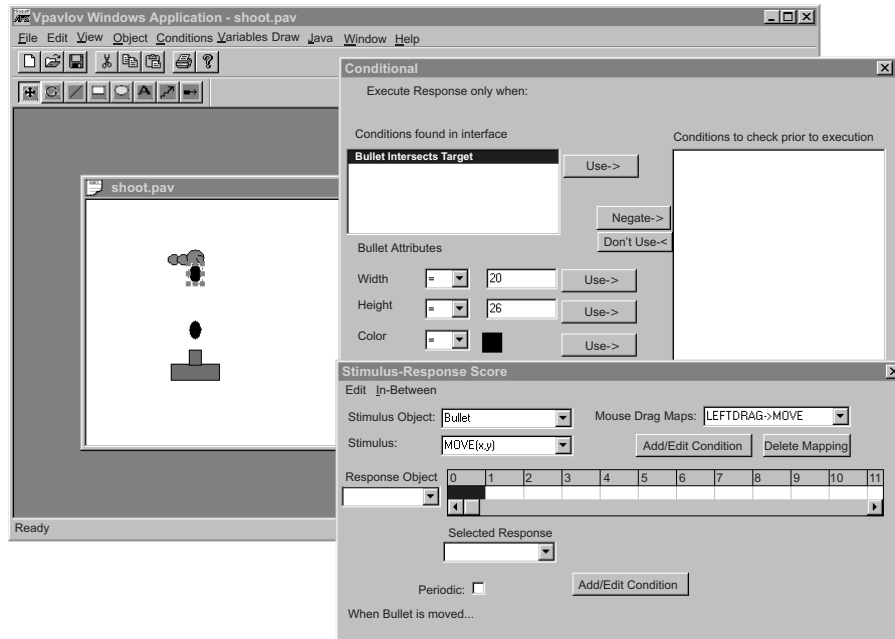 Vpavlov Windows Application - shoot.pav
File Edit View Object Conditions Variables Draw Java Window Help
shoot.pav
Ready
Conditional
Execute Response only when:
Conditions found in interface
Conditions to check prior to execution
Bullet Intersects Target
Use->
Negate->
Don't Use-<
Bullet Attributes
Width = 20 Use->
Height = 26 Use->
Color = Use->
Stimulus-Response Score
Edit In-Between
Stimulus Object: Bullet Mouse Drag Maps: LEFTDRAG->MOVE
Stimulus: MOVE(x,y) Add/Edit Condition Delete Mapping
Response Object 0 1 2 3 4 5 6 7 8 9 10 11
Selected Response
Periodic: Add/Edit Condition
When Bullet is moved...